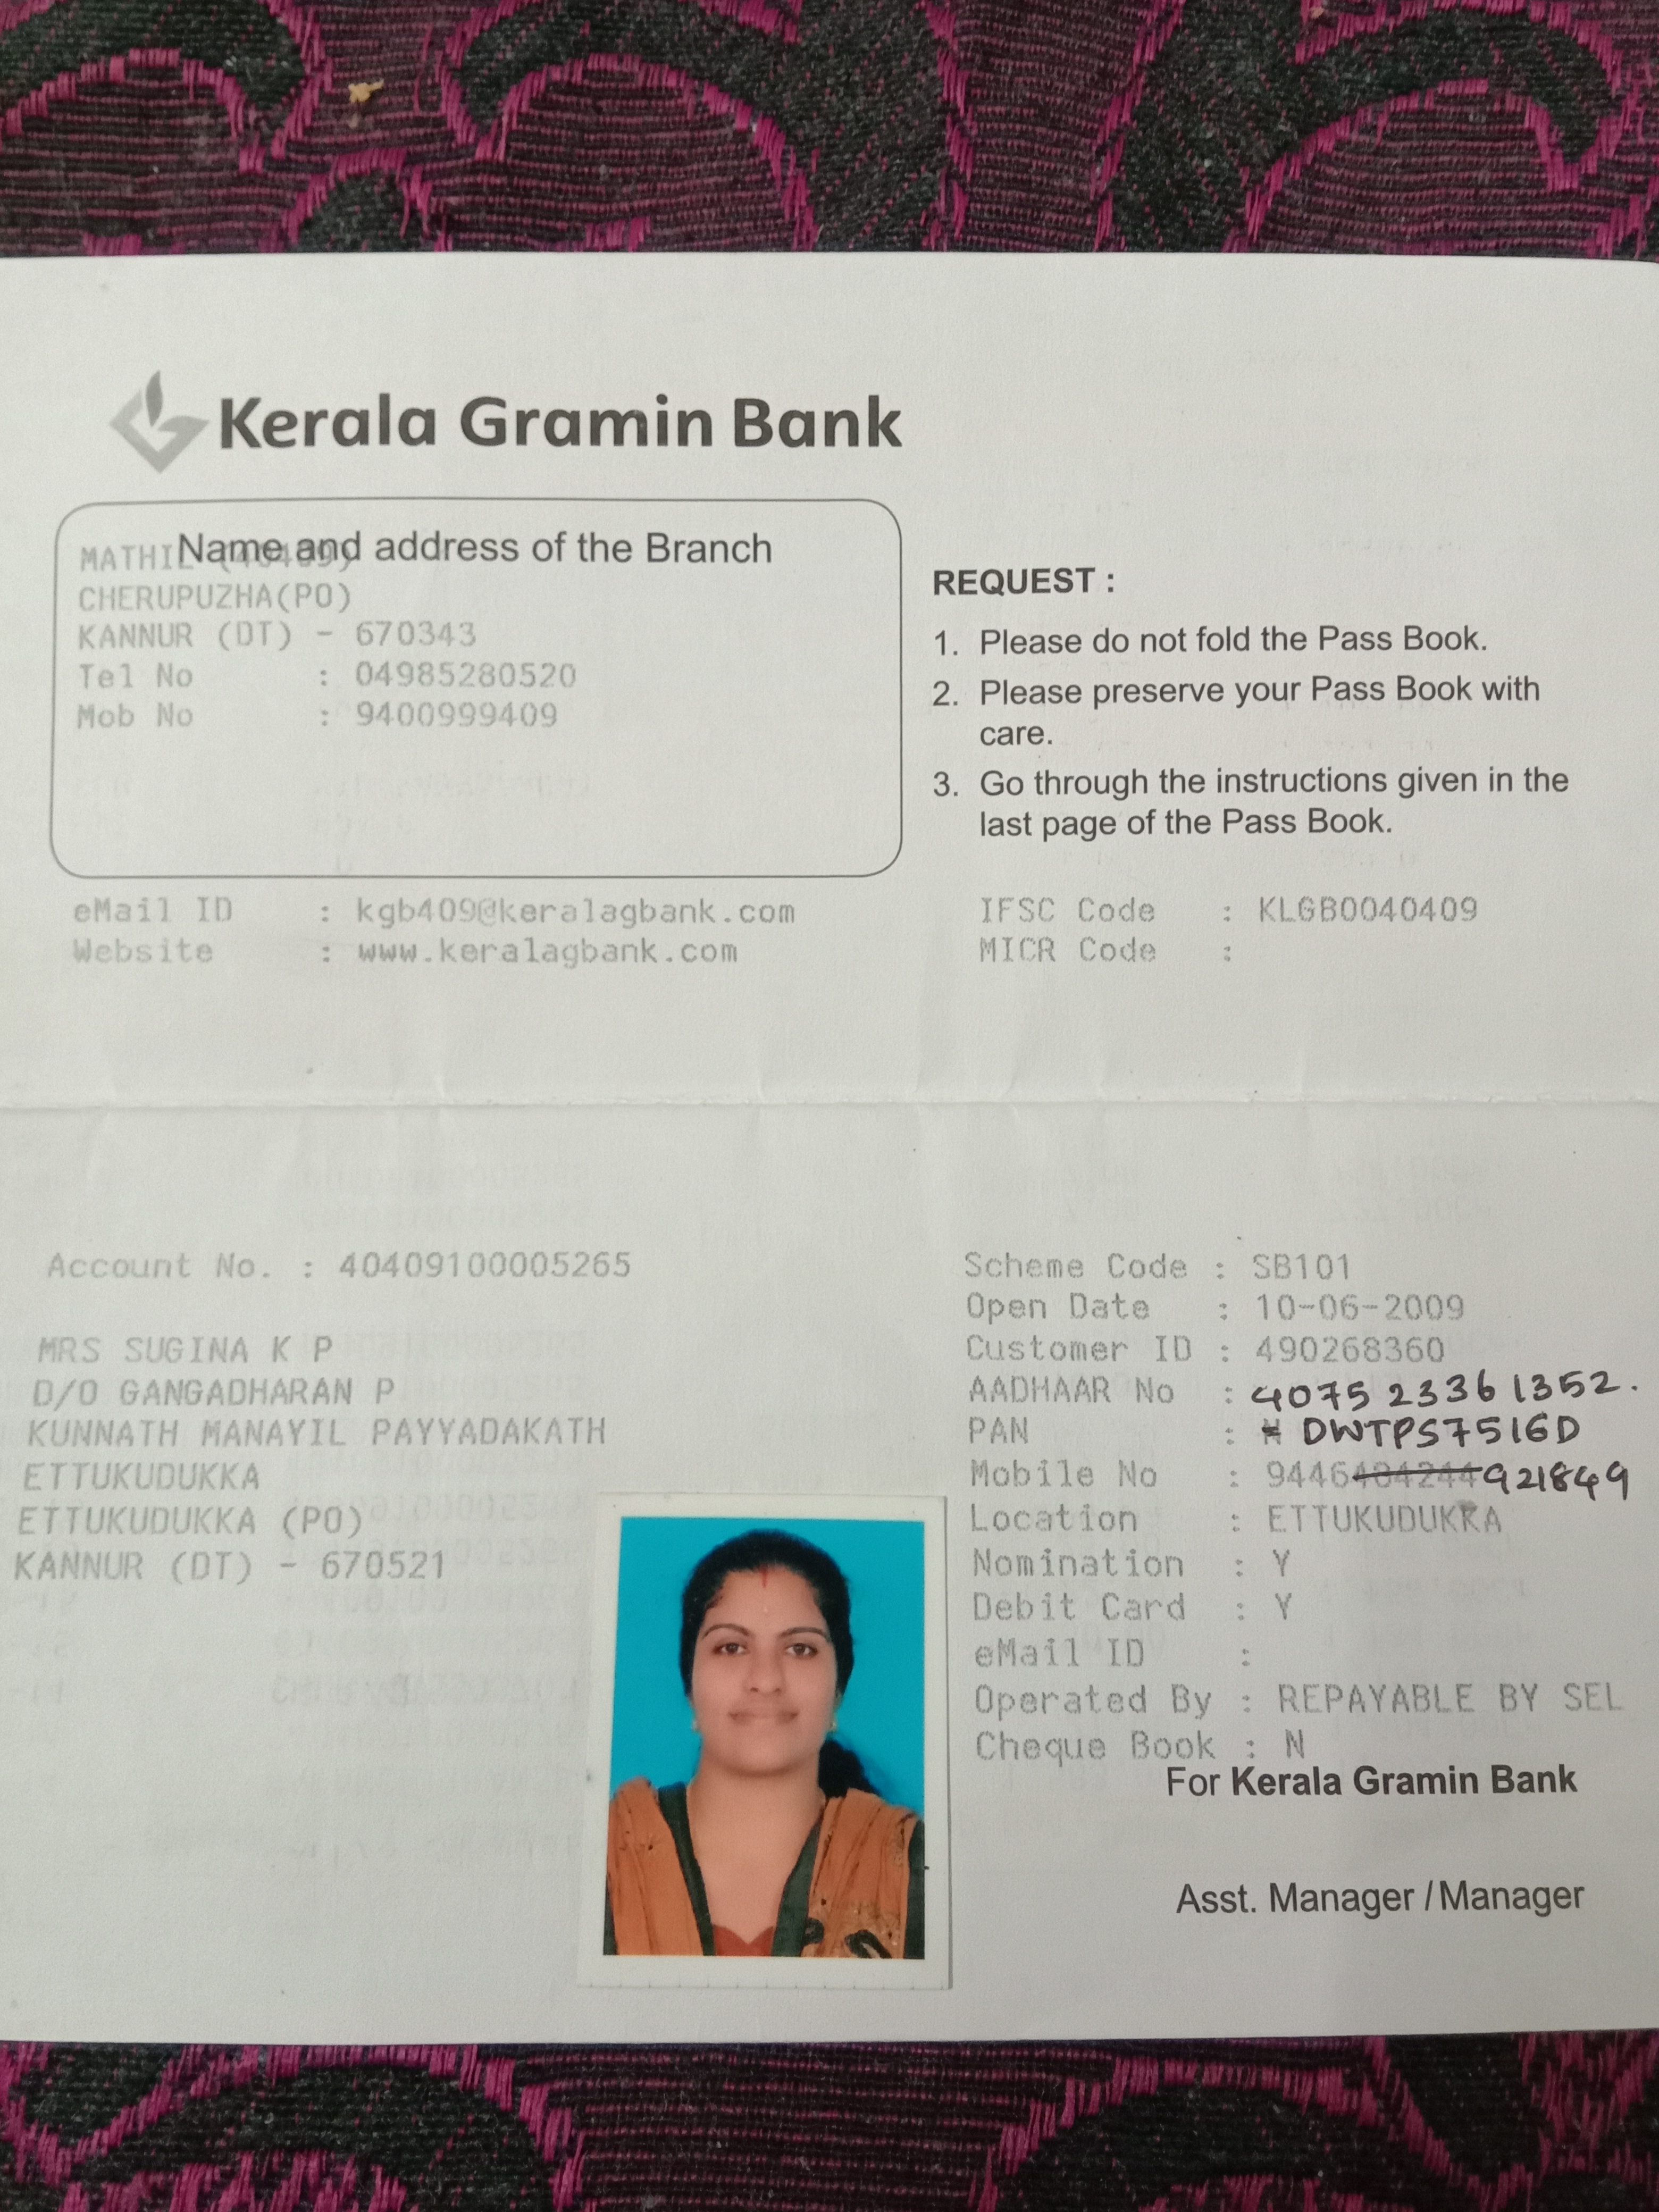 Kerala Gramin Bank
Name and address of the Branch
MATHIL (40409)
CHERUPUZHA(PO)
KANNUR (DT) - 670343
Tel No : 04985280520
Mob No : 9400999409
REQUEST :
1. Please do not fold the Pass Book.
2. Please preserve your Pass Book with
care.
3. Go through the instructions given in the
last page of the Pass Book.
eMail ID : kgb409@keralagbank.com
Website : www.keralagbank.com
IFSC Code : KLGB0040409
MICR Code :
Account No. : 40409100005265
MRS SUGINA K P
D/O GANGADHARAN P
KUNNATH MANAYIL PAYYADAKATH
ETTUKUDUKKA
ETTUKUDUKKA (PO)
KANNUR (DT) - 670521
Scheme Code : SB101
Open Date : 10-06-2009
Customer ID : 490268360
AADHAAR No : 4075 2336 1352.
PAN : N DWTPS7516D
Mobile No : 9446404244 921849
Location : ETTUKUDUKKA
Nomination : Y
Debit Card : Y
eMail ID :
Operated By : REPAYABLE BY SEL
Cheque Book : N
For Kerala Gramin Bank
Asst. Manager / Manager